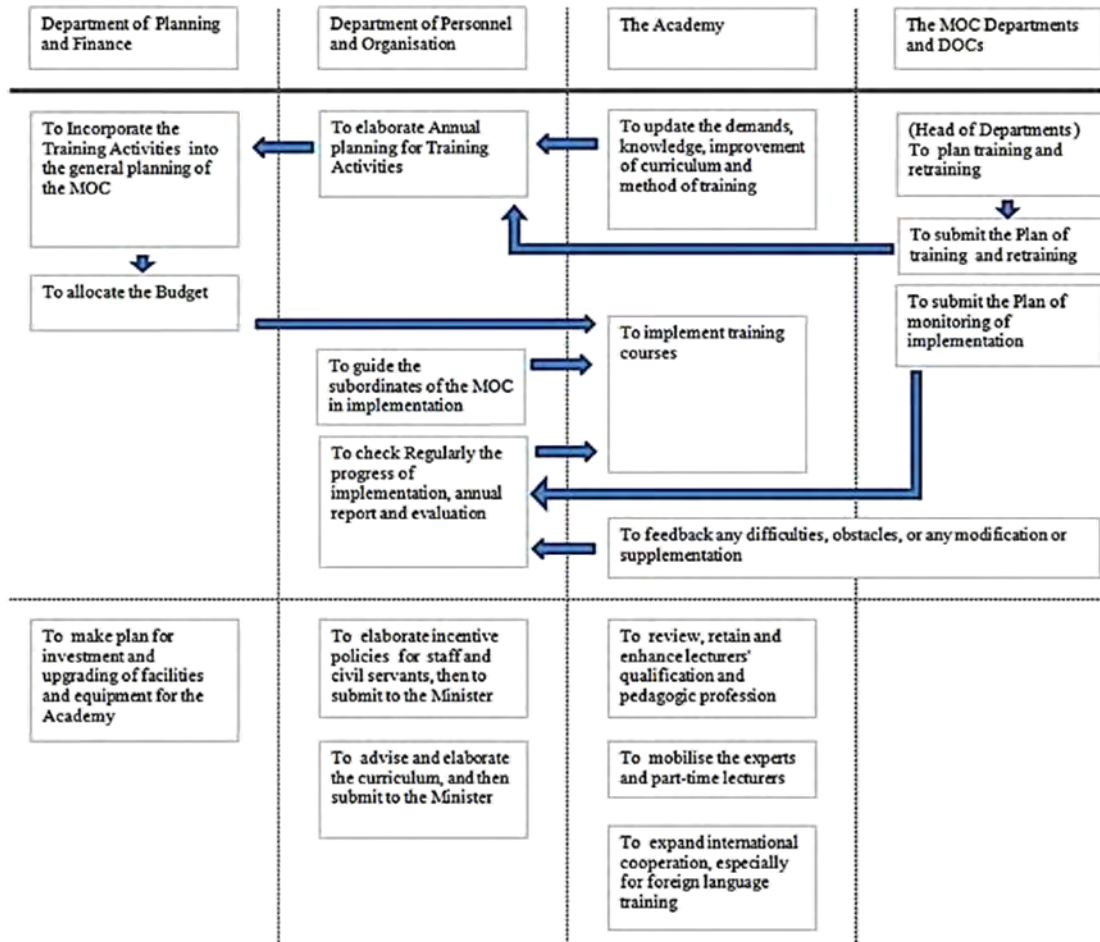 Department of Planning
and Finance
Department of Personnel
and Organisation
The Academy
The MOC Departments
and DOCs
To Incorporate the
Training Activities into
the general planning of
the MOC
To elaborate Annual
planning for Training
Activities
To update the demands,
knowledge, improvement
of curriculum and
method of training
(Head of Departments)
To plan training and
retraining
To submit the Plan of
training and retraining
To allocate the Budget
To submit the Plan of
monitoring of
implementation
To implement training
courses
To guide the
subordinates of the MOC
in implementation
To check Regularly the
progress of
implementation, annual
report and evaluation
To feedback any difficulties, obstacles, or any modification or
supplementation
To make plan for
investment and
upgrading of facilities
and equipment for the
Academy
To elaborate incentive
policies for staff and
civil servants, then to
submit to the Minister
To review, retain and
enhance lecturers'
qualification and
pedagogic profession
To advise and elaborate
the curriculum, and then
submit to the Minister
To mobilise the experts
and part-time lecturers
To expand international
cooperation, especially
for foreign language
training